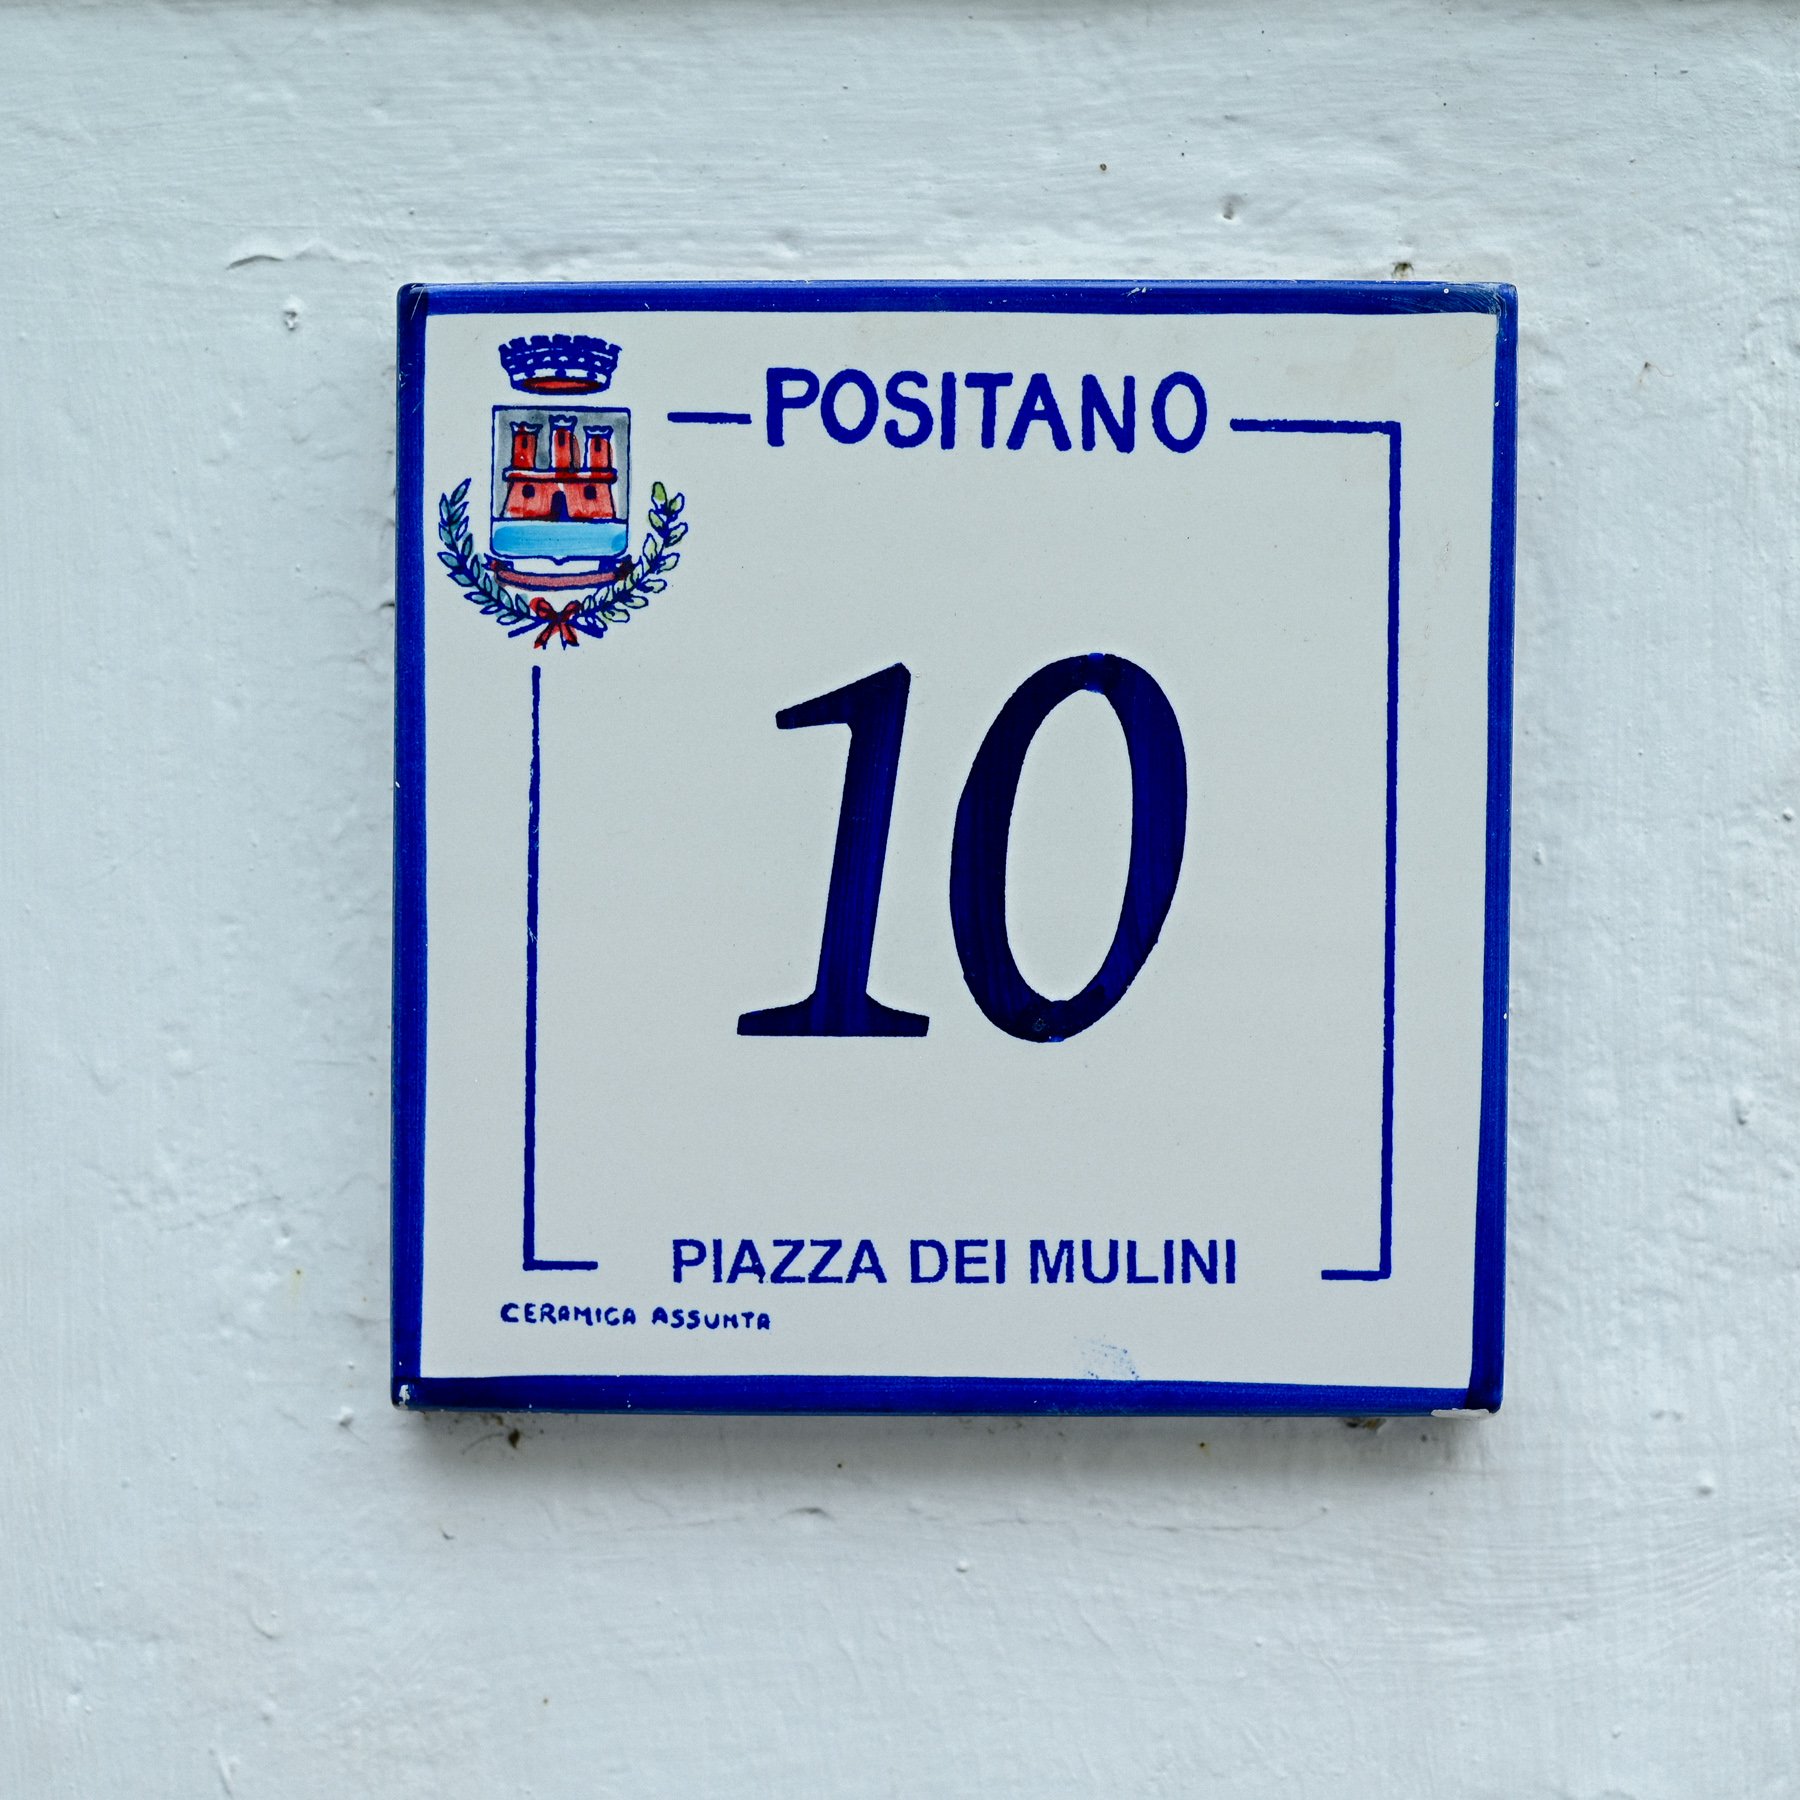 POSITANO
10
PIAZZA DEI MULINI
CERAMICA ASSUNTA